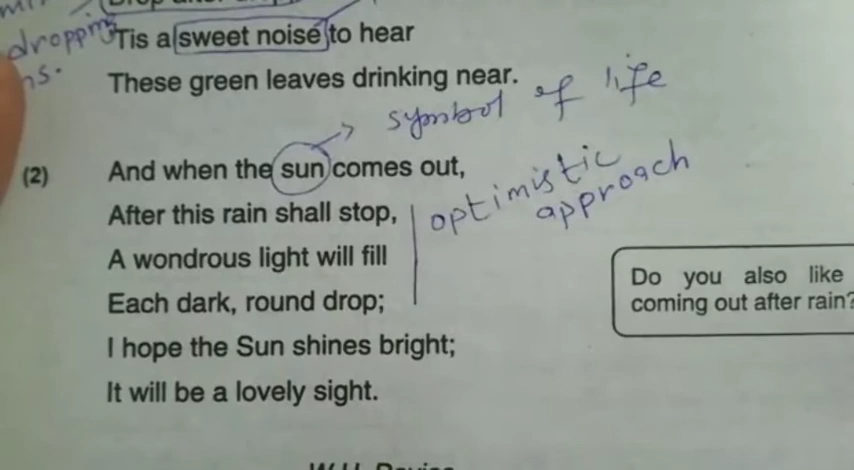 dropping
ns.
'Tis a sweet noise to hear
These green leaves drinking near.
symbol of life
(2) And when the sun comes out,
After this rain shall stop,
A wondrous light will fill
Each dark, round drop;
I hope the Sun shines bright;
It will be a lovely sight.
optimistic
approach
Do you also like
coming out after rain?